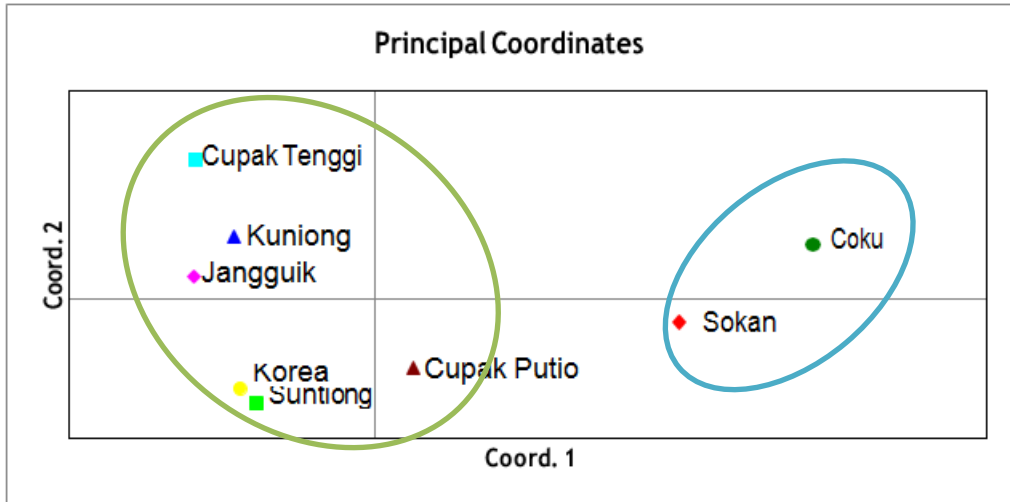 Principal Coordinates
Cupak Tenggi
Kuniong
Coku
Jangguik
Coord. 2
Sokan
Korea
Cupak Putio
Suntiong
Coord. 1